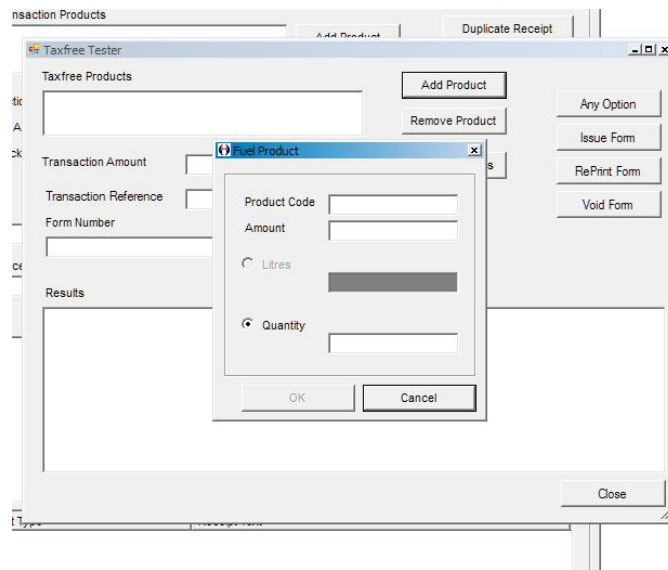 nsaction Products
Duplicate Receipt
Add Product
Taxfree Tester
Taxfree Products
Add Product
Any Option
Remove Product
Issue Form
Fuel Product
Transaction Amount
RePrint Form
Product Code
Transaction Reference
Void Form
Amount
Form Number
Litres
Results
Quantity
OK
Cancel
Close